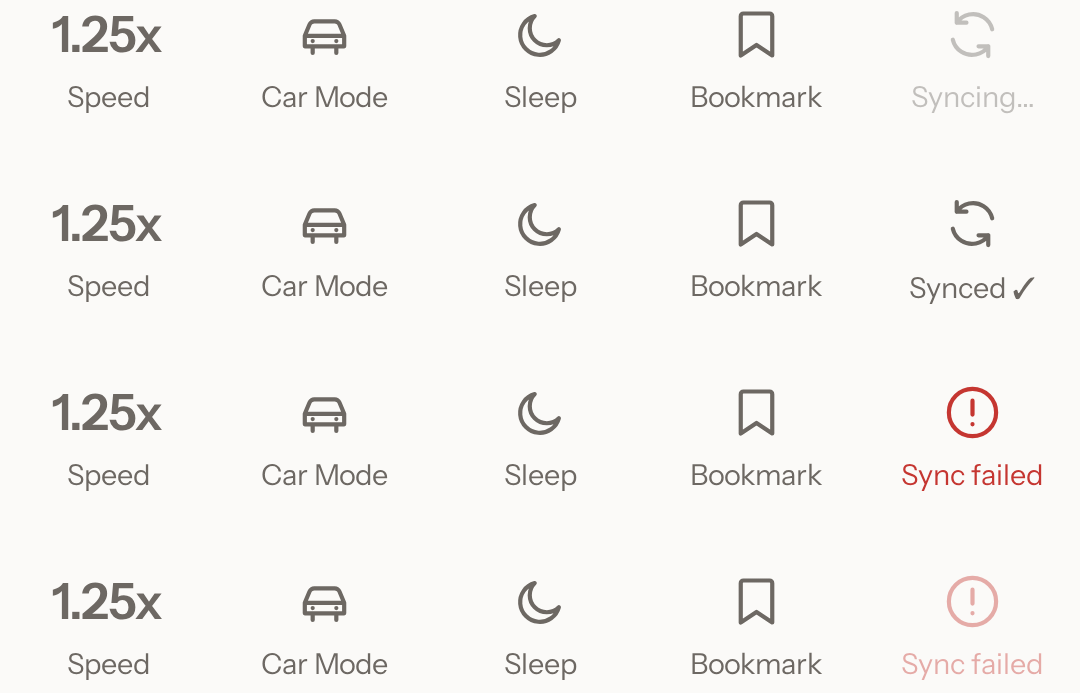 1.25x
Speed Car Mode Sleep Bookmark Syncing...
1.25x
Speed Car Mode Sleep Bookmark Synced ✓
1.25x
Speed Car Mode Sleep Bookmark Sync failed
1.25x
Speed Car Mode Sleep Bookmark Sync failed